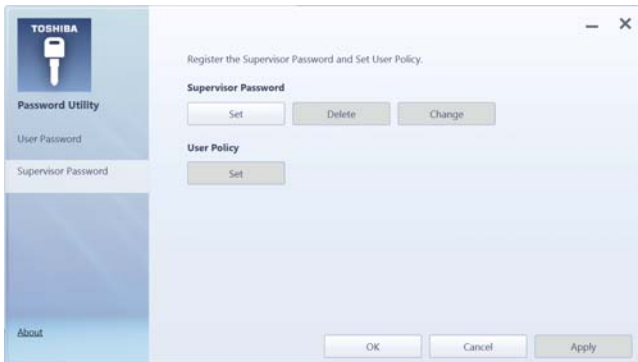 TOSHIBA
Password Utility
User Password
Supervisor Password
About
Register the Supervisor Password and Set User Policy.
Supervisor Password
Set Delete Change
User Policy
Set
OK Cancel Apply